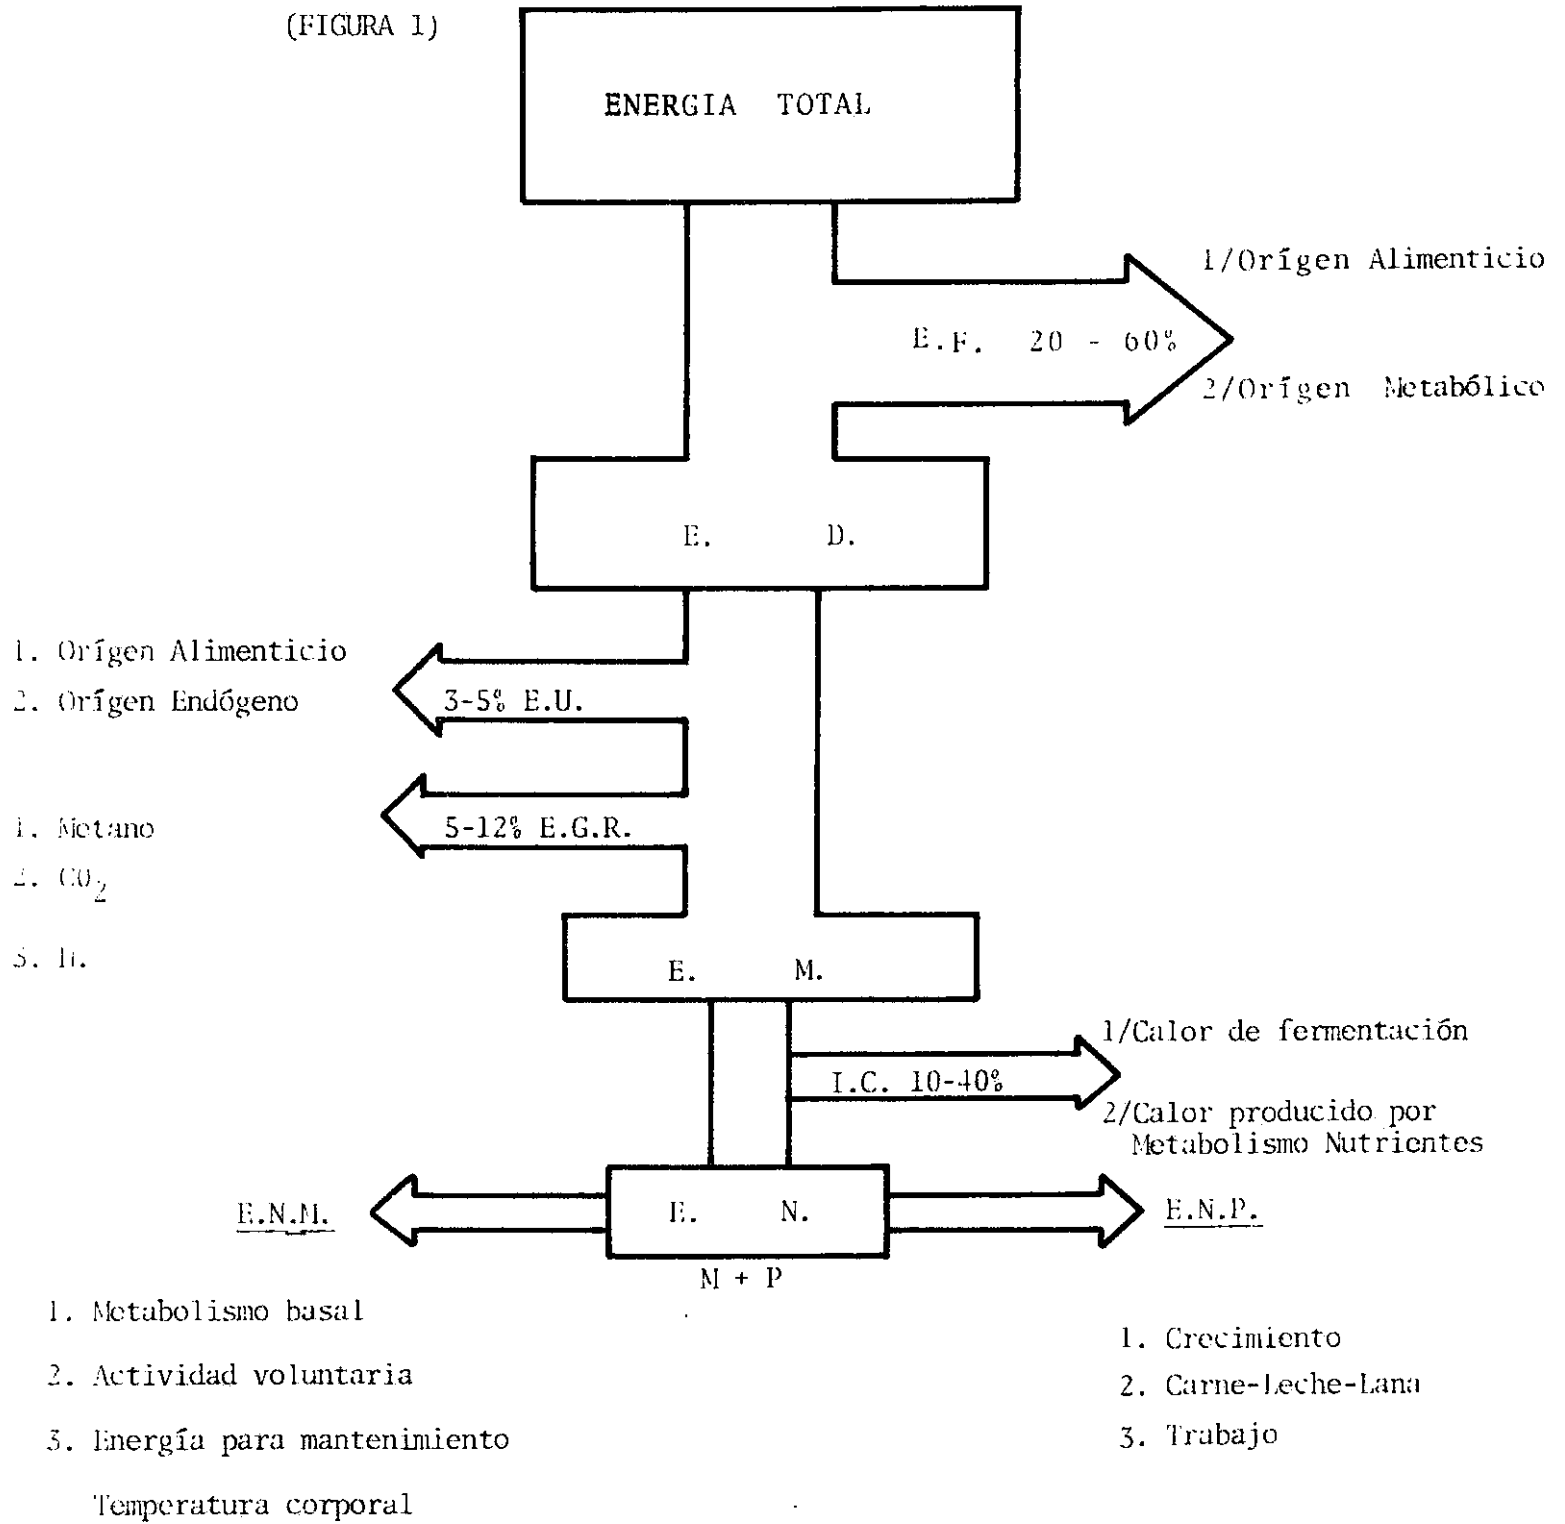 (FIGURA 1)
ENERGIA TOTAL
1/Orígen Alimenticio
E.F. 20 - 60%
2/Orígen Metabólico
E. D.
1. Orígen Alimenticio
2. Orígen Endógeno
3-5% E.U.
1. Metano
5-12% E.G.R.
2. CO₂
3. H.
E. M.
1/Calor de fermentación
I.C. 10-40%
2/Calor producido por
Metabolismo Nutrientes
E.N.M.
E. N.
E.N.P.
M + P
1. Metabolismo basal
1. Crecimiento
2. Actividad voluntaria
2. Carne-Leche-Lana
3. Energía para mantenimiento
3. Trabajo
Temperatura corporal